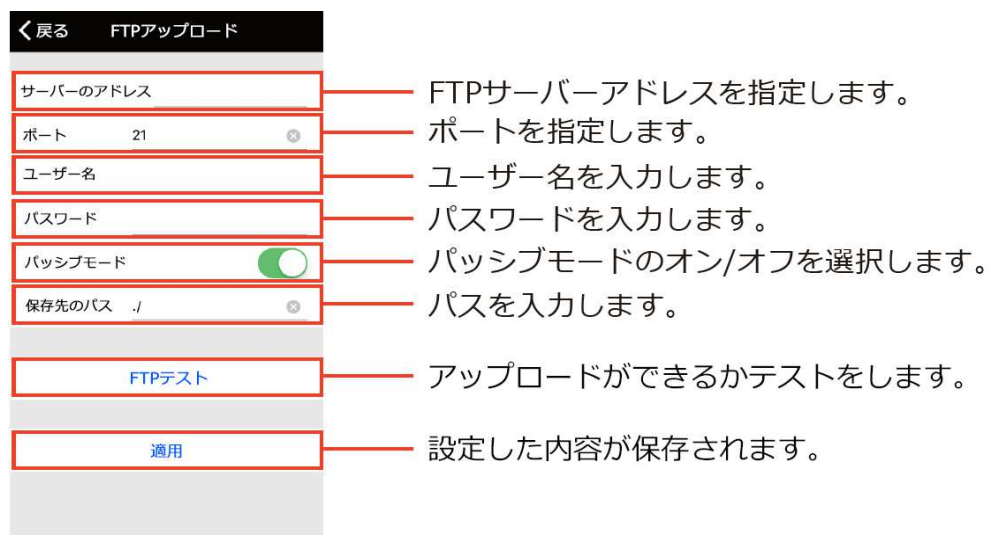 戻る FTPアップロード
サーバーのアドレス FTPサーバーアドレスを指定します。
ポート 21 ポートを指定します。
ユーザー名 ユーザー名を入力します。
パスワード パスワードを入力します。
パッシブモード パッシブモードのオン/オフを選択します。
保存先のパス ./ パスを入力します。
FTPテスト アップロードができるかテストをします。
適用 設定した内容が保存されます。